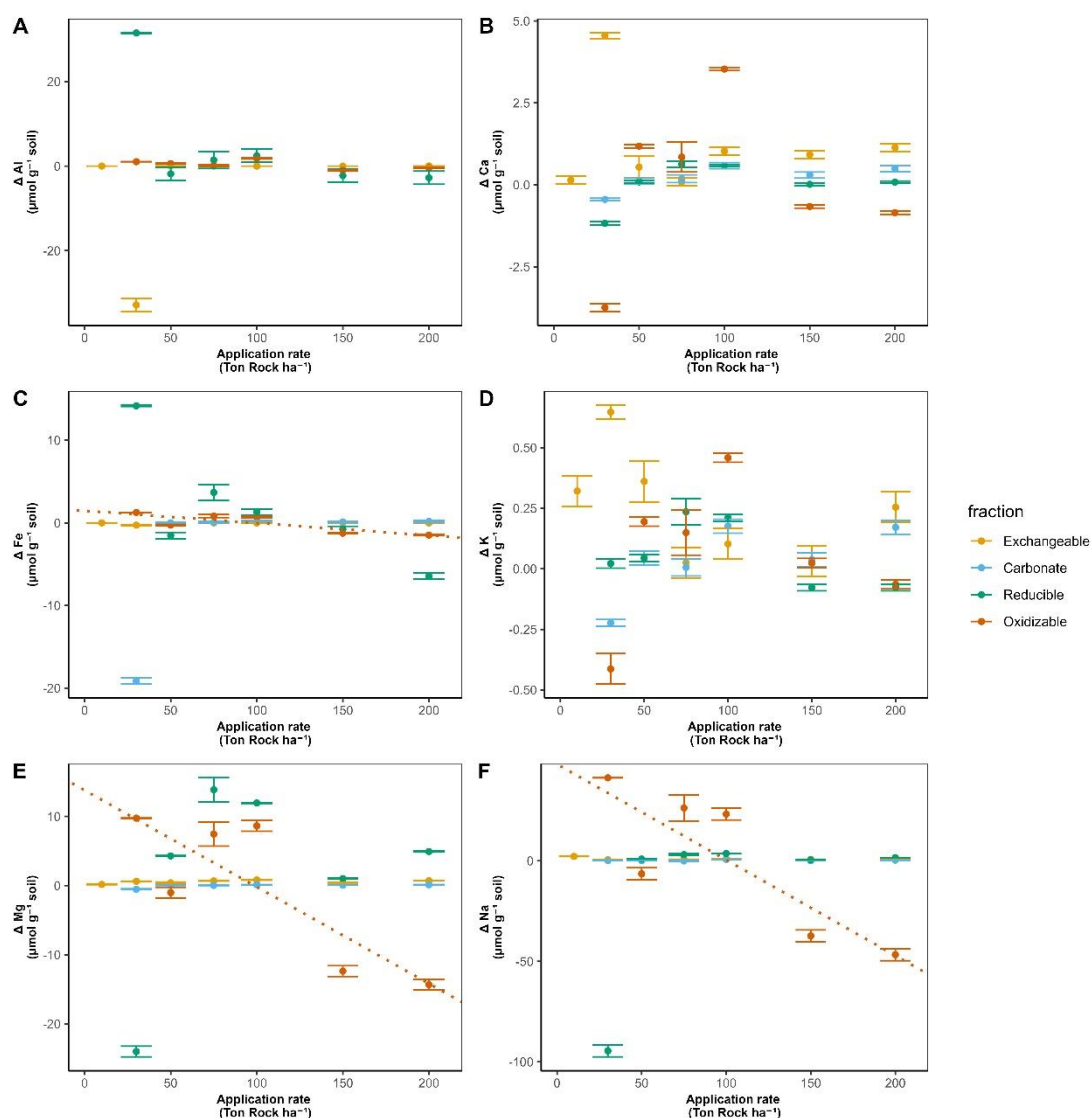 A
20
0
-20
0
50
100
150
200
Application rate
(Ton Rock ha⁻¹)
Δ Al
(µmol g⁻¹ soil)
B
5.0
2.5
0.0
-2.5
0
50
100
150
200
Application rate
(Ton Rock ha⁻¹)
Δ Ca
(µmol g⁻¹ soil)
C
10
0
-10
-20
0
50
100
150
200
Application rate
(Ton Rock ha⁻¹)
Δ Fe
(µmol g⁻¹ soil)
D
0.50
0.25
0.00
-0.25
-0.50
0
50
100
150
200
Application rate
(Ton Rock ha⁻¹)
Δ K
(µmol g⁻¹ soil)
fraction
Exchangeable
Carbonate
Reducible
Oxidizable
E
10
0
-10
-20
0
50
100
150
200
Application rate
(Ton Rock ha⁻¹)
Δ Mg
(µmol g⁻¹ soil)
F
0
-50
-100
0
50
100
150
200
Application rate
(Ton Rock ha⁻¹)
Δ Na
(µmol g⁻¹ soil)